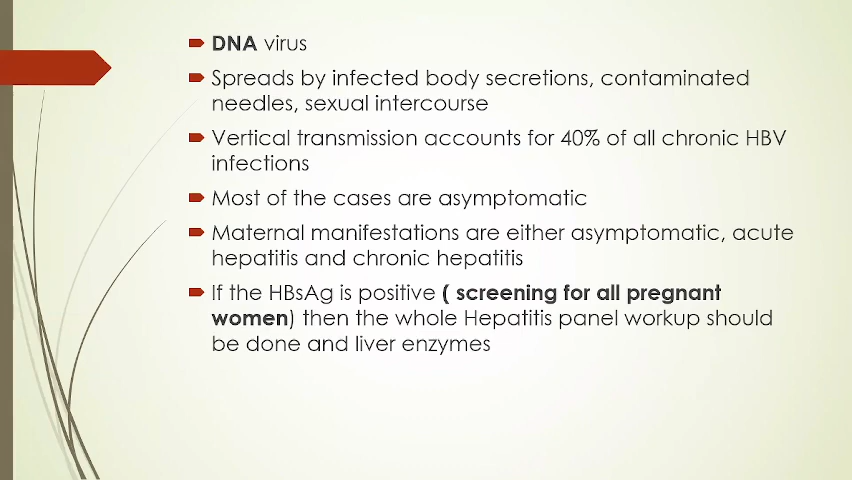 DNA virus
Spreads by infected body secretions, contaminated
needles, sexual intercourse
Vertical transmission accounts for 40% of all chronic HBV
infections
Most of the cases are asymptomatic
Maternal manifestations are either asymptomatic, acute
hepatitis and chronic hepatitis
If the HBsAg is positive ( screening for all pregnant
women) then the whole Hepatitis panel workup should
be done and liver enzymes